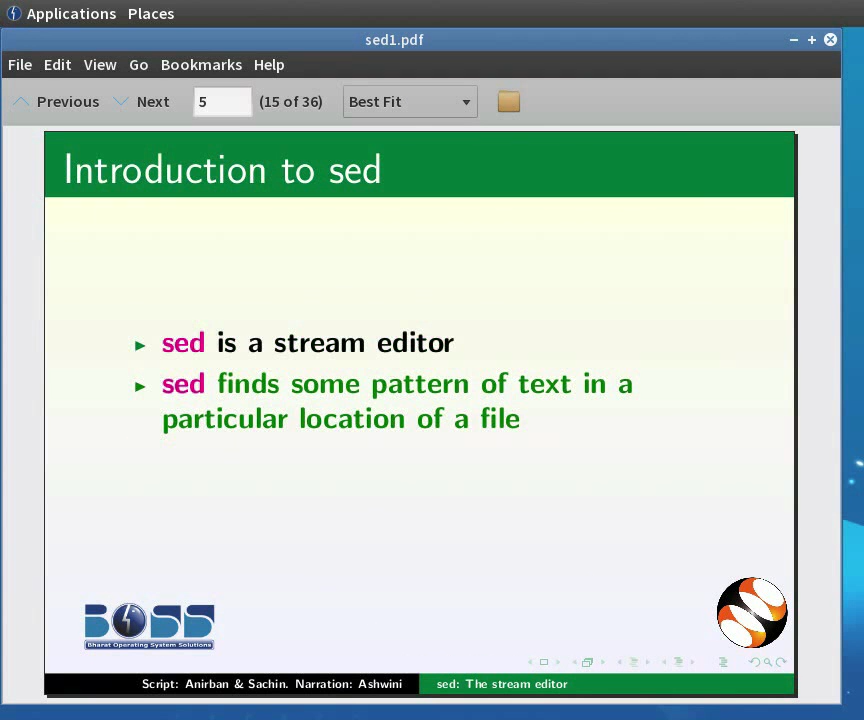 Applications Places
sed1.pdf
File Edit View Go Bookmarks Help
Previous Next 5 (15 of 36) Best Fit
Introduction to sed
sed is a stream editor
sed finds some pattern of text in a
particular location of a file
BOSS
Bharat Operating System Solutions
Script: Anirban & Sachin. Narration: Ashwini sed: The stream editor